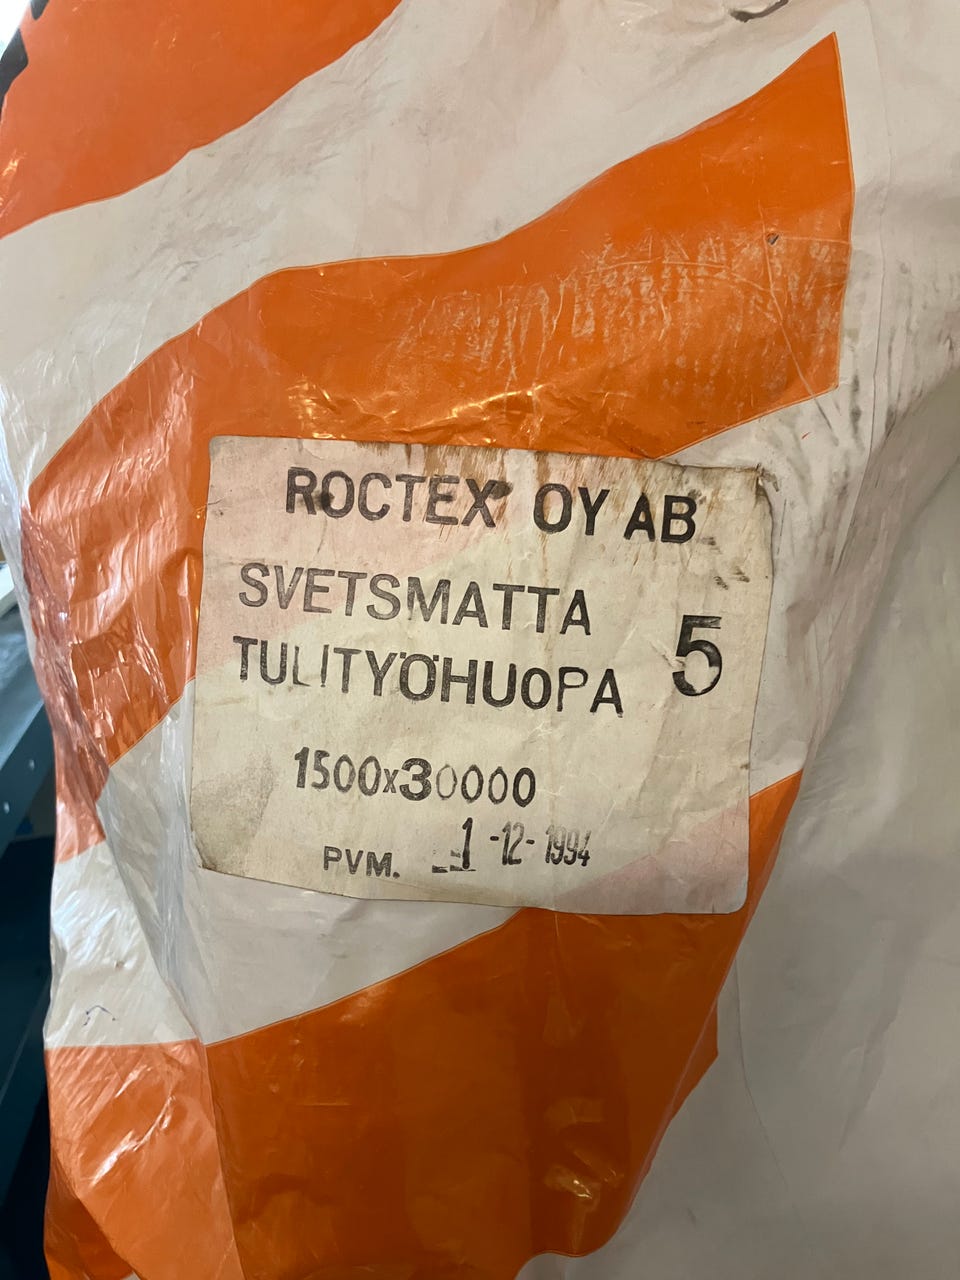 ROCTEX OY AB
SVETSMATTA
TULITYÖHUOPA 5
1500x30000
PVM. 1-12-1994